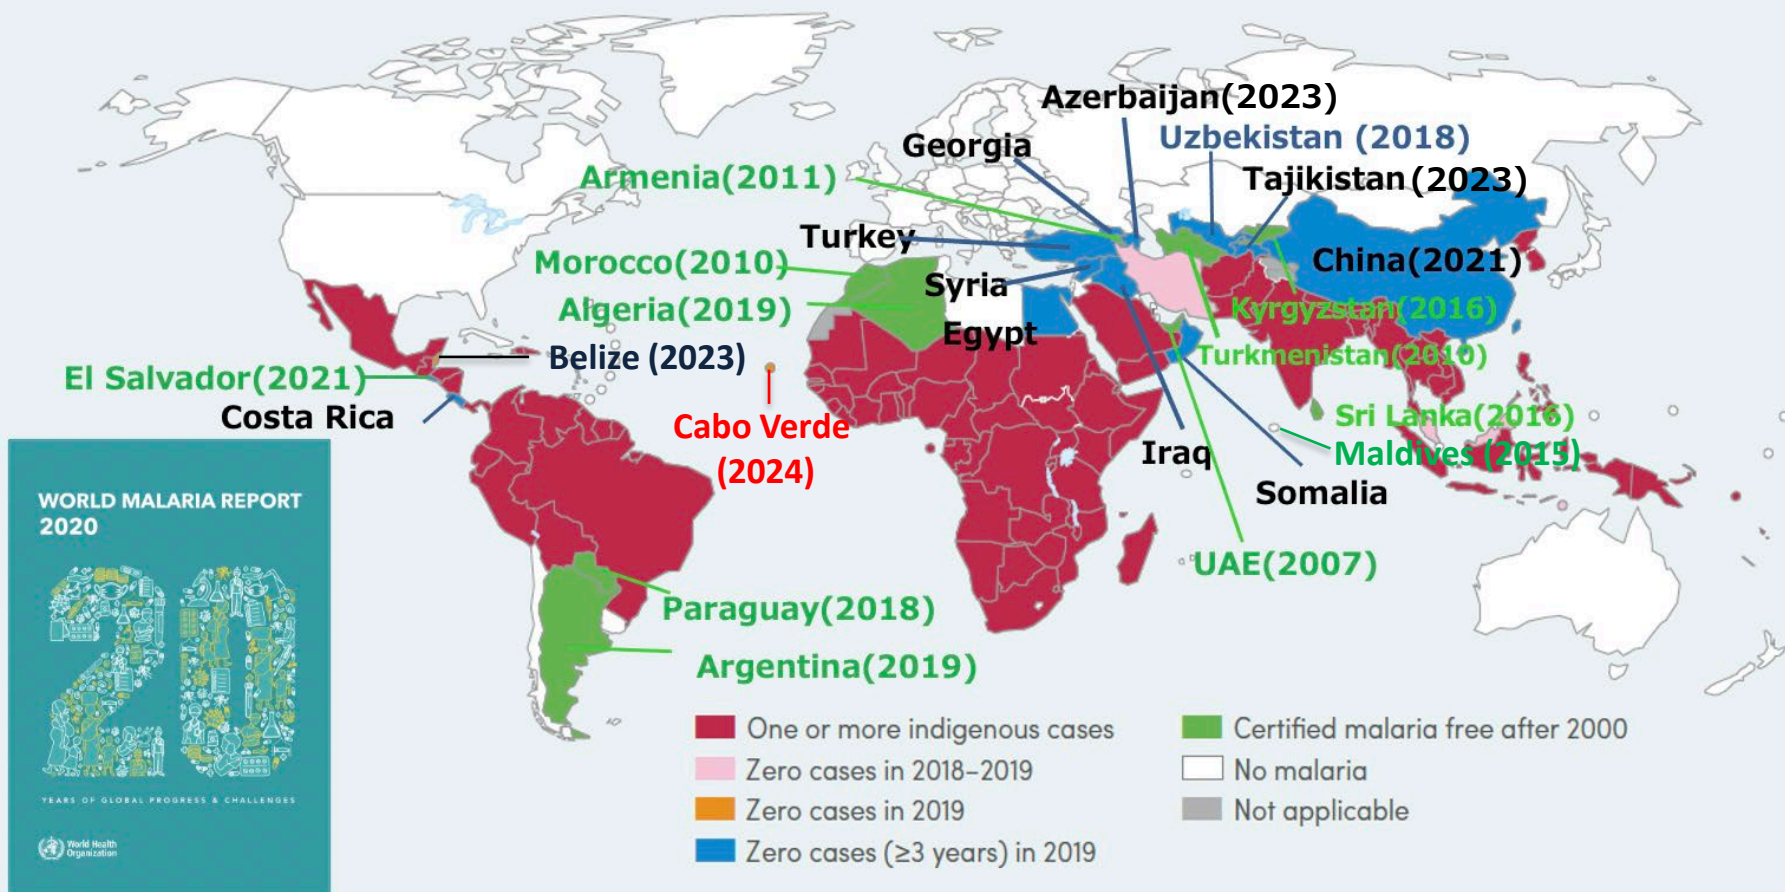 Azerbaijan(2023)
Georgia
Uzbekistan (2018)
Armenia(2011)
Tajikistan (2023)
Turkey
Morocco(2010)
China(2021)
Syria
Algeria(2019)
Kyrgyzstan(2016)
Egypt
Belize (2023)
Turkmenistan(2010)
El Salvador(2021)
Costa Rica
Cabo Verde
(2024)
Sri Lanka(2016)
Maldives (2015)
Iraq
Somalia
UAE(2007)
Paraguay(2018)
Argentina(2019)
WORLD MALARIA REPORT
2020
20
YEARS OF GLOBAL PROGRESS & CHALLENGES
World Health
Organization
One or more indigenous cases
Zero cases in 2018–2019
Zero cases in 2019
Zero cases (≥3 years) in 2019
Certified malaria free after 2000
No malaria
Not applicable